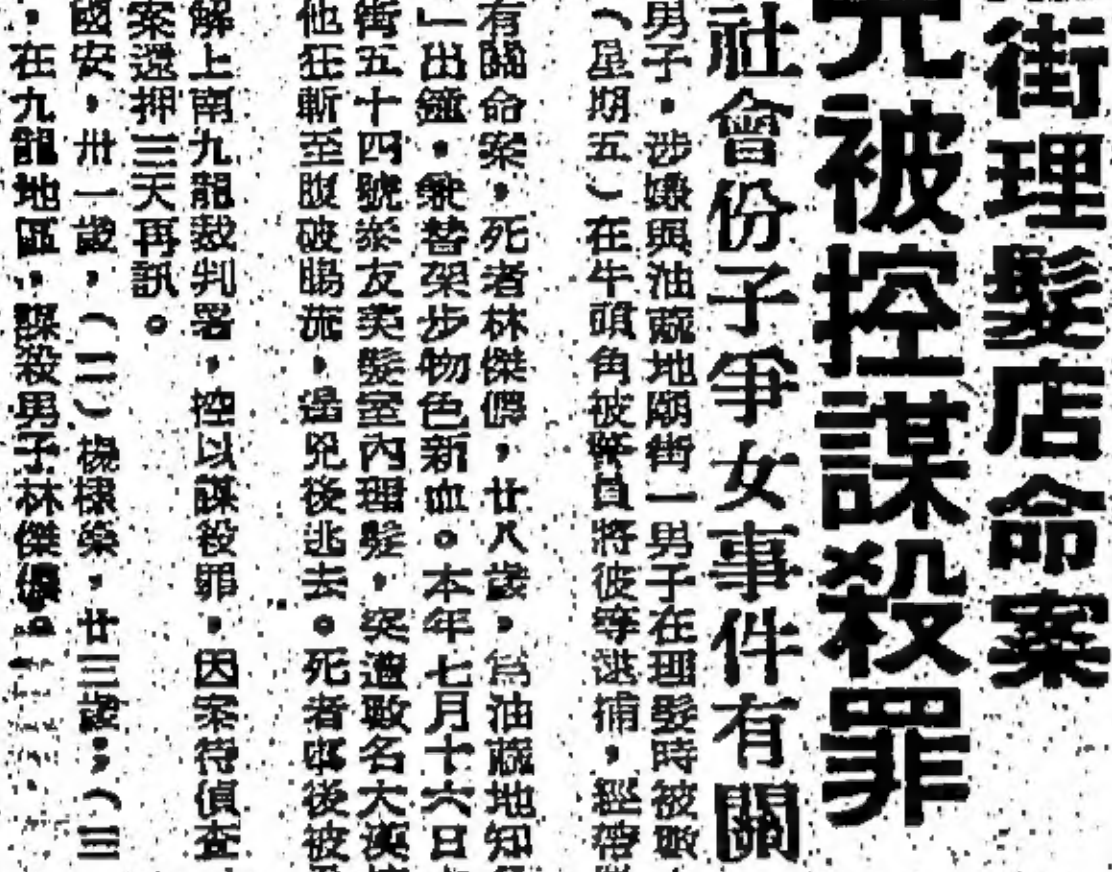 街理髮店命案
被控謀殺罪
社會份子爭女事件有關
男子，涉嫌與油蔴地廟街一男子在理髮時被
（星期五）在牛頭角被警員將彼等逮捕，經帶
有關命案，死者林傑，廿八歲，為油蔴地知
」出鐘，兼替架步物色新血。本年七月十六日
街五十四號友美髮室內理髮，突遭數名大漢
他狂斬至腹破腸流，過兇後逃去。死者事後被
解上南九龍裁判署，控以謀殺罪，因案待偵查
案還押三天再訊。
國安，卅一歲，（二）楊棣榮，廿三歲；（三
，在九龍地區，謀殺男子林傑。